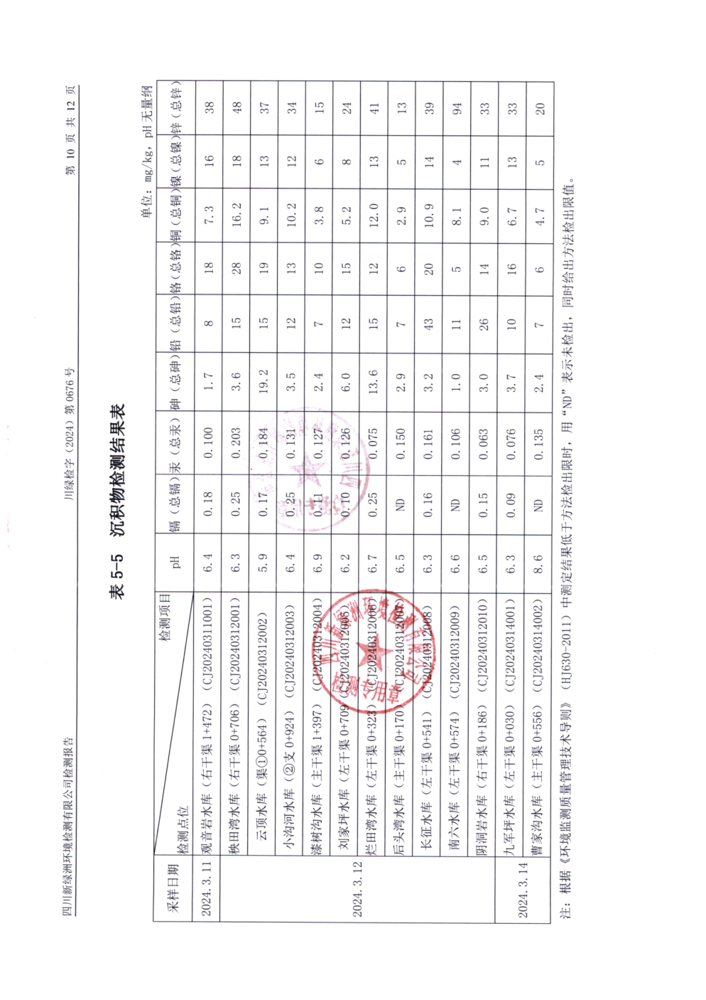 四川新绿洲环境检测有限公司检测报告 川绿检字（2024）第 0676 号 第 10 页 共 12 页
表 5-5 沉积物检测结果表
单位：mg/kg，pH 无量纲
采样日期 检测点位 检测项目 pH 镉（总镉） 汞（总汞） 砷（总砷） 铅（总铅） 铬（总铬） 铜（总铜） 镍（总镍） 锌（总锌）
2024.3.11 观音岩水库（右干渠 1+472）（CJ20240311001） 6.4 0.18 0.100 1.7 8 18 7.3 16 38
2024.3.12 秧田湾水库（右干渠 0+706）（CJ20240312001） 6.3 0.25 0.203 3.6 15 28 16.2 18 48
云顶水库（渠①0+564）（CJ20240312002） 5.9 0.17 0.184 19.2 15 19 9.1 13 37
小沟河水库（②支 0+924）（CJ20240312003） 6.4 0.25 0.131 3.5 12 13 10.2 12 34
漆树沟水库（主干渠 1+397）（CJ20240312004） 6.9 0.11 0.127 2.4 7 10 3.8 6 15
刘家坪水库（左干渠 0+709）（CJ20240312005） 6.2 0.10 0.126 6.0 12 15 5.2 8 24
烂田湾水库（左干渠 0+323）（CJ20240312006） 6.7 0.25 0.075 13.6 15 12 12.0 13 41
后头湾水库（主干渠 0+170）（CJ20240312007） 6.5 ND 0.150 2.9 7 6 2.9 5 13
长征水库（左干渠 0+541）（CJ20240312008） 6.3 0.16 0.161 3.2 43 20 10.9 14 39
南六水库（左干渠 0+574）（CJ20240312009） 6.6 ND 0.106 1.0 11 5 8.1 4 94
阴洞岩水库（右干渠 0+186）（CJ20240312010） 6.5 0.15 0.063 3.0 26 14 9.0 11 33
2024.3.14 九军坪水库（左干渠 0+030）（CJ20240314001） 6.3 0.09 0.076 3.7 10 16 6.7 13 33
曹家沟水库（主干渠 0+556）（CJ20240314002） 8.6 ND 0.135 2.4 7 6 4.7 5 20
注：根据《环境监测质量管理技术导则》（HJ630-2011）中测定结果低于方法检出限时，用“ND”表示未检出，同时给出方法检出限值。
检测专用章